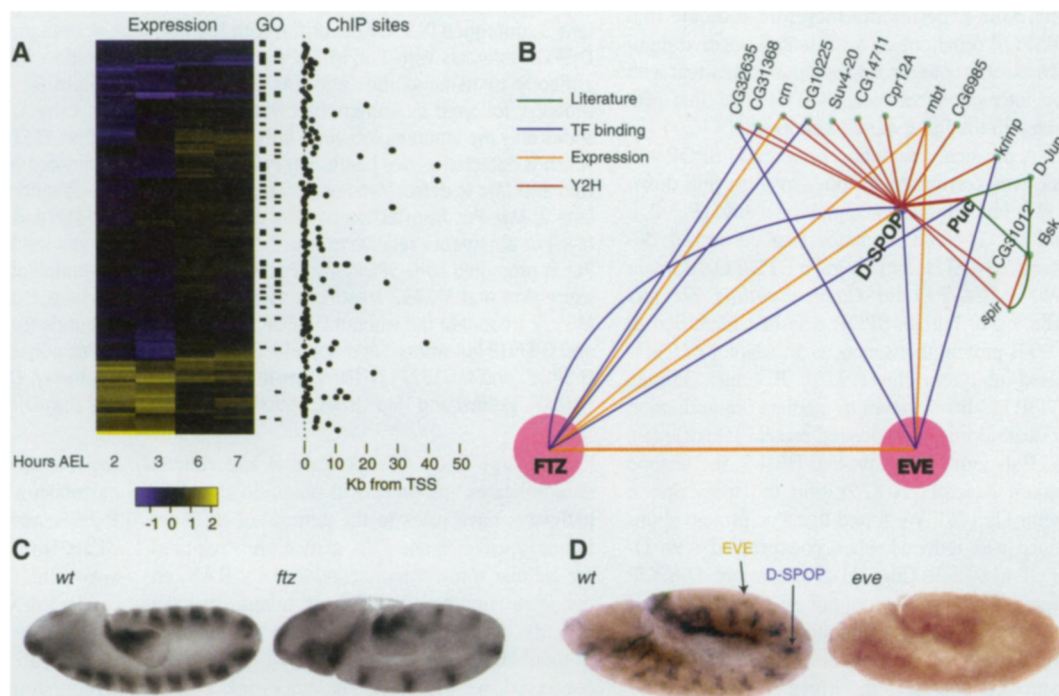 Expression GO ChIP sites
A
Hours AEL 2 3 6 7
0 10 20 30 40 50
Kb from TSS
-1 0 1 2
B
Literature
TF binding
Expression
Y2H
CG32635
CG31368
crn
CG10225
Suv4-20
CG14711
Cpr12A
mbt
CG6985
krimp
D-Jun
Bsk
CG31012
split
Puc
D-SPOP
FTZ
EVE
C
wt
ftz
D
wt
EVE
D-SPOP
eve